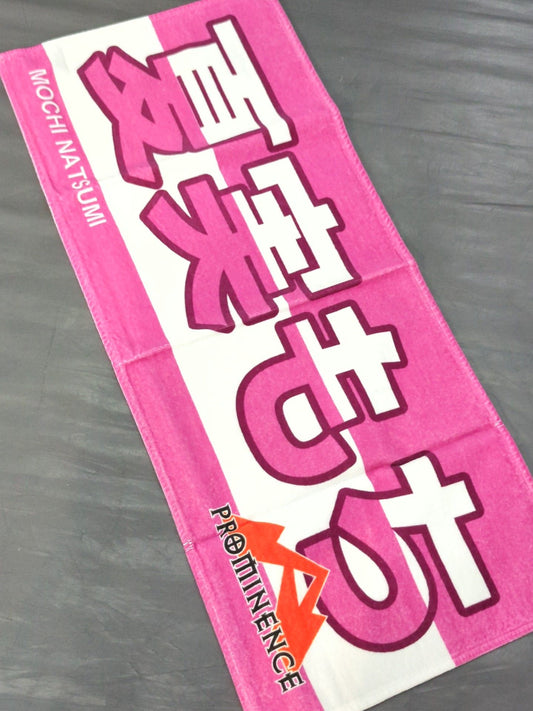 夏実もち
MOCHI NATSUMI
PROMINENCE